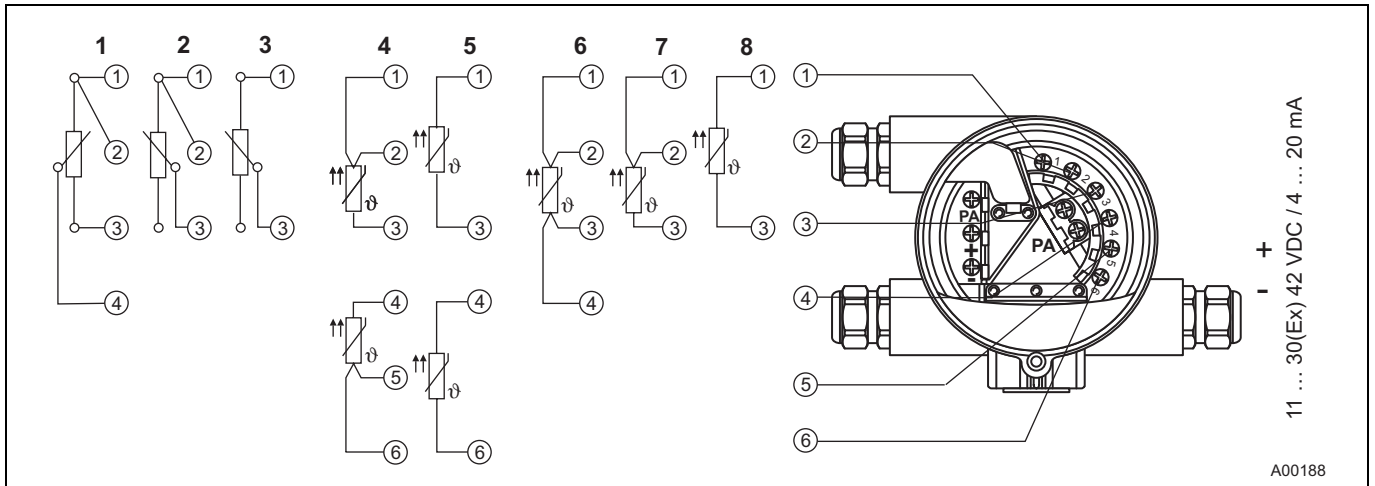 1 2 3 4 5 6 7 8
① ① ① ① ① ① ① ① ①
② ② ② ② ② ② ②
③ ③ ③ ③ ③ ③ ③ ③
④ ④ ④ ④ ④
⑤ ⑤
⑥ ⑥ ⑥
ϑ ϑ ϑ ϑ ϑ
ϑ ϑ
1 2 3 4 5 6
PA
+
-
PA
+
-
11 ... 30(Ex) 42 VDC / 4 ... 20 mA
A00188